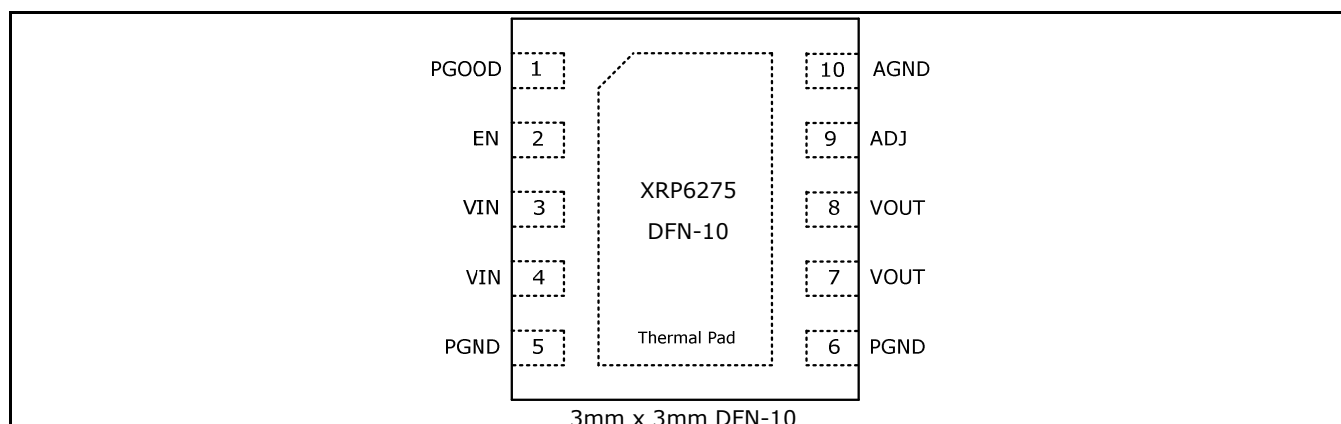 PGOOD 1 10 AGND
EN 2 9 ADJ
XRP6275
VIN 3 8 VOUT
DFN-10
VIN 4 7 VOUT
Thermal Pad
PGND 5 6 PGND
3mm x 3mm DFN-10